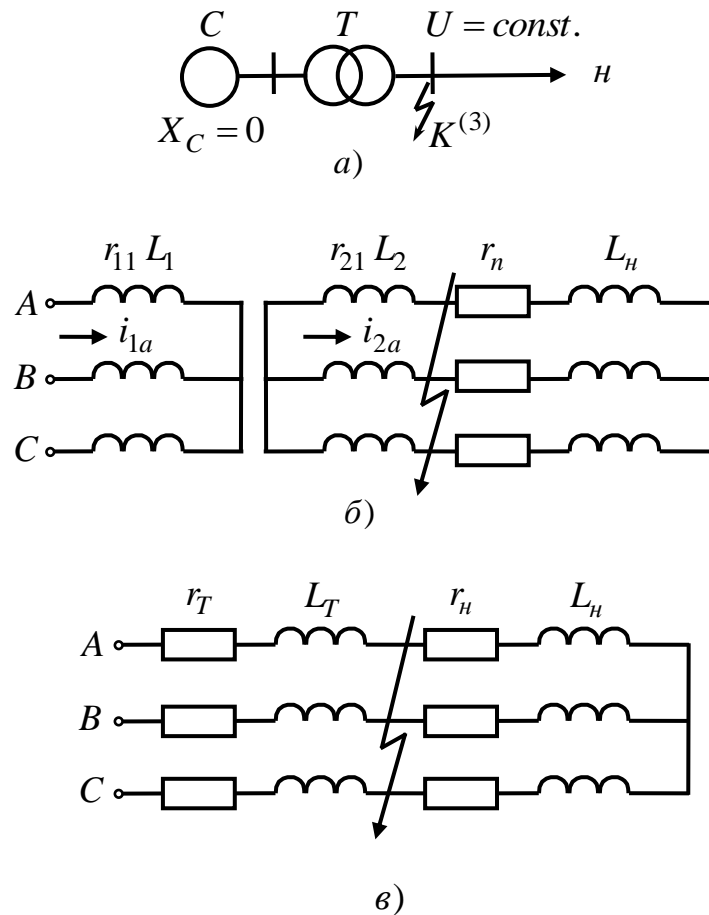 C T U = const.
н
X_C = 0 K^(3)
а)
r_11 L_1 r_21 L_2 r_п L_н
A
i_1a i_2a
B
C
б)
r_T L_T r_н L_н
A
B
C
в)